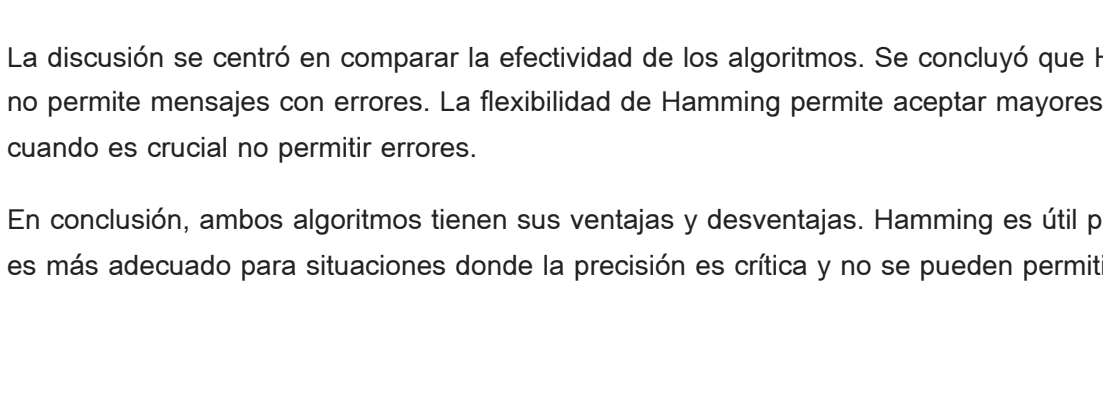 La discusión se centró en comparar la efectividad de los algoritmos. Se concluyó que
no permite mensajes con errores. La flexibilidad de Hamming permite aceptar mayores
cuando es crucial no permitir errores.
En conclusión, ambos algoritmos tienen sus ventajas y desventajas. Hamming es útil
es más adecuado para situaciones donde la precisión es crítica y no se pueden